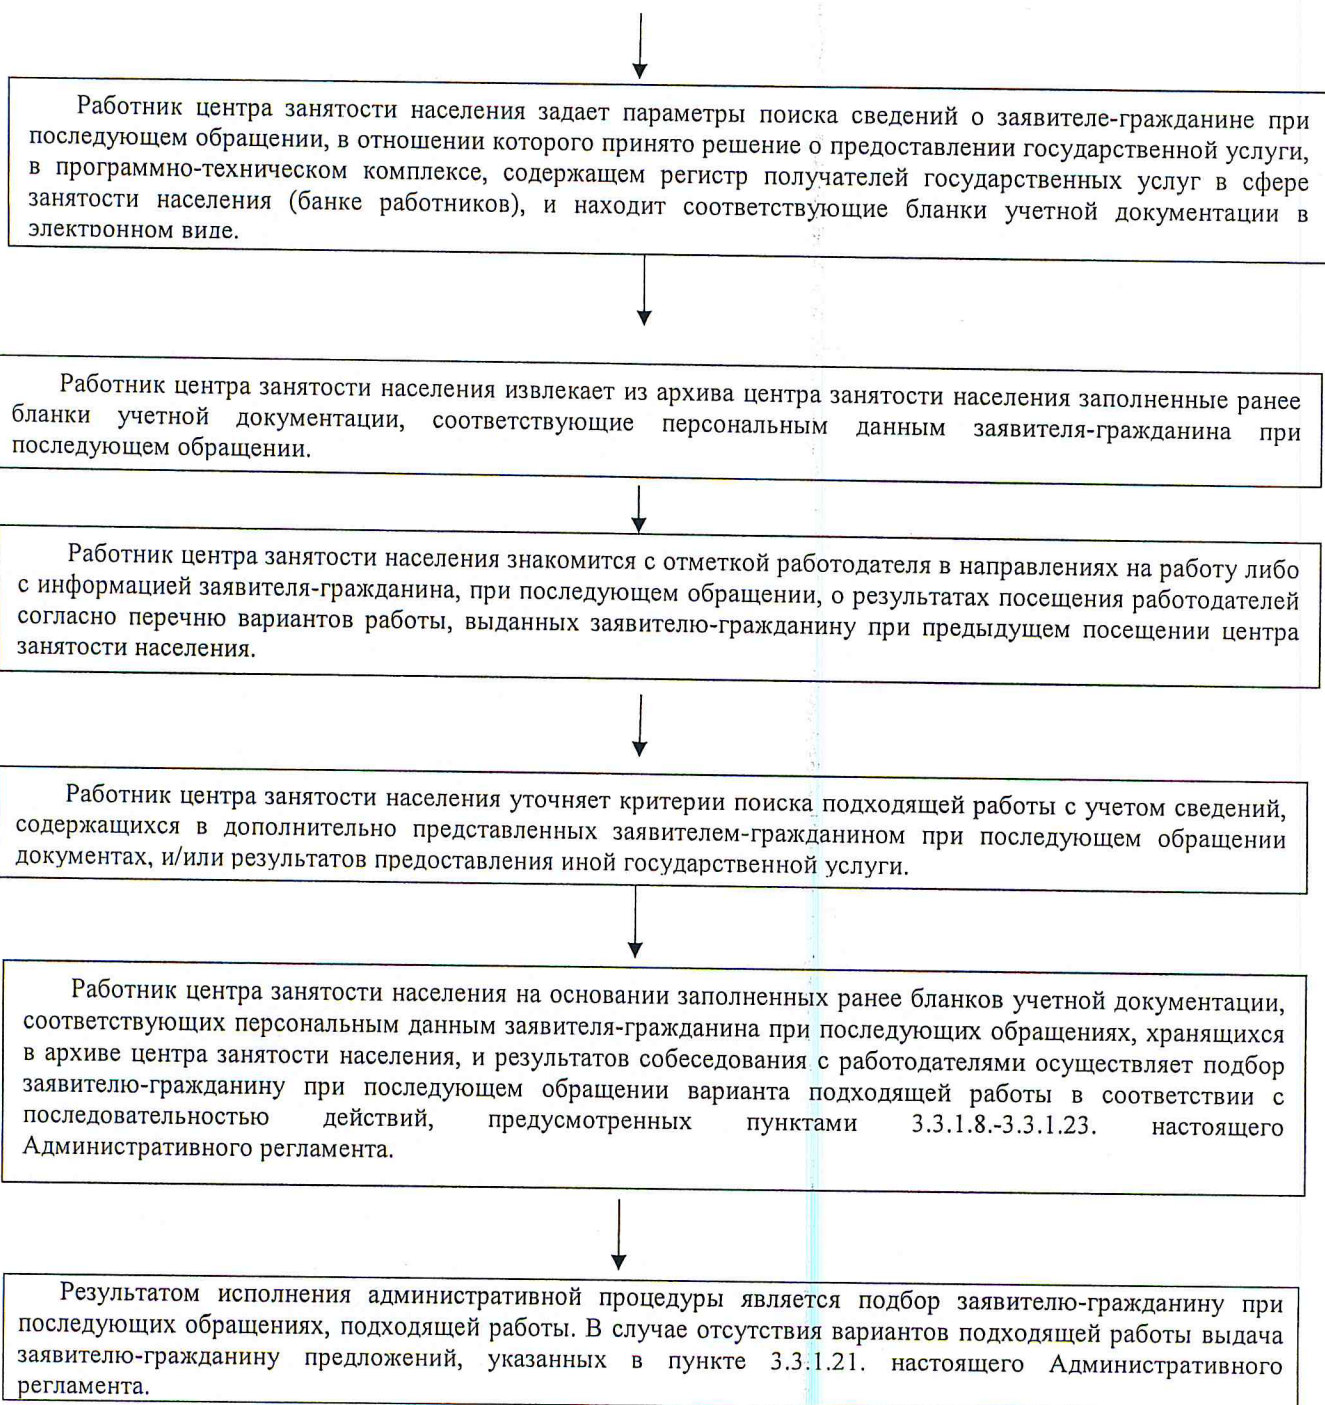 Работник центра занятости населения задает параметры поиска сведений о заявителе-гражданине при
последующем обращении, в отношении которого принято решение о предоставлении государственной услуги,
в программно-техническом комплексе, содержащем регистр получателей государственных услуг в сфере
занятости населения (банке работников), и находит соответствующие бланки учетной документации в
электронном виде.
Работник центра занятости населения извлекает из архива центра занятости населения заполненные ранее
бланки учетной документации, соответствующие персональным данным заявителя-гражданина при
последующем обращении.
Работник центра занятости населения знакомится с отметкой работодателя в направлениях на работу либо
с информацией заявителя-гражданина, при последующем обращении, о результатах посещения работодателей
согласно перечню вариантов работы, выданных заявителю-гражданину при предыдущем посещении центра
занятости населения.
Работник центра занятости населения уточняет критерии поиска подходящей работы с учетом сведений,
содержащихся в дополнительно представленных заявителем-гражданином при последующем обращении
документах, и/или результатов предоставления иной государственной услуги.
Работник центра занятости населения на основании заполненных ранее бланков учетной документации,
соответствующих персональным данным заявителя-гражданина при последующих обращениях, хранящихся
в архиве центра занятости населения, и результатов собеседования с работодателями осуществляет подбор
заявителю-гражданину при последующем обращении варианта подходящей работы в соответствии с
последовательностью действий, предусмотренных пунктами 3.3.1.8.-3.3.1.23. настоящего
Административного регламента.
Результатом исполнения административной процедуры является подбор заявителю-гражданину при
последующих обращениях, подходящей работы. В случае отсутствия вариантов подходящей работы выдача
заявителю-гражданину предложений, указанных в пункте 3.3.1.21. настоящего Административного
регламента.